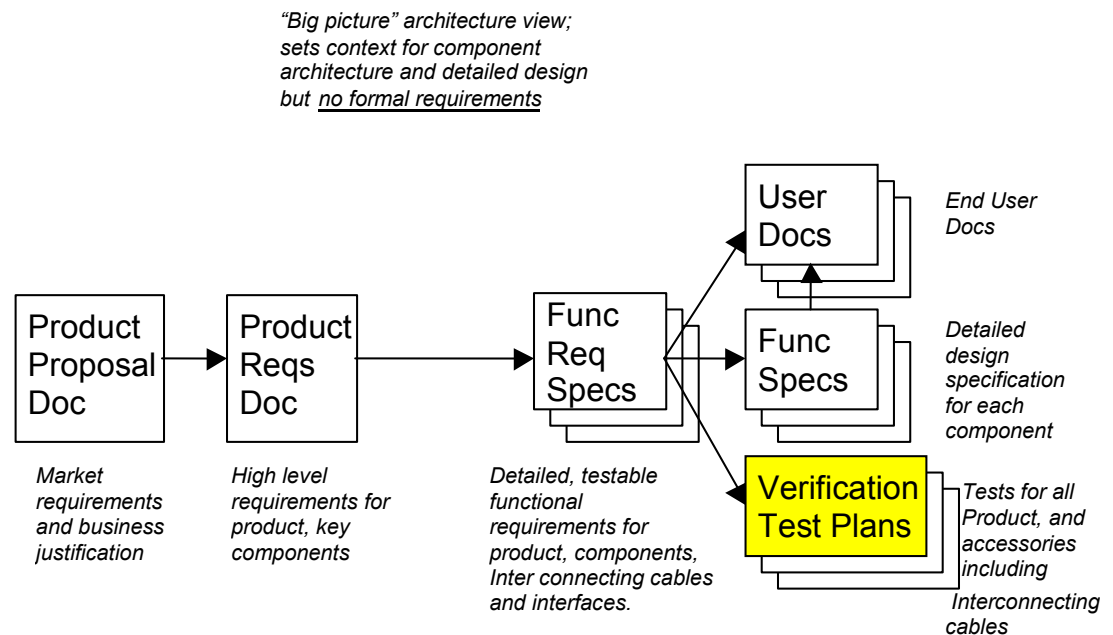 “Big picture” architecture view;
sets context for component
architecture and detailed design
but no formal requirements
User
Docs
End User
Docs
Product
Proposal
Doc
Product
Reqs
Doc
Func
Req
Specs
Func
Specs
Detailed
design
specification
for each
component
Market
requirements
and business
justification
High level
requirements for
product, key
components
Detailed, testable
functional
requirements for
product, components,
Inter connecting cables
and interfaces.
Verification
Test Plans
Tests for all
Product, and
accessories
including
Interconnecting
cables